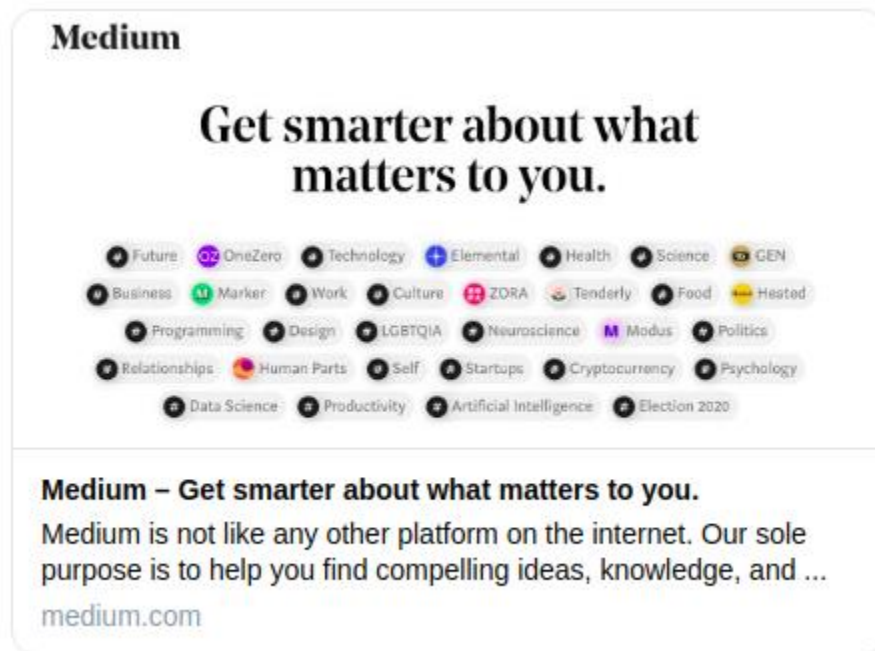 Medium
Get smarter about what
matters to you.
Future OZ OneZero Technology Elemental Health Science GEN
Business M Marker Work Culture ZORA Tenderly Food Heated
Programming Design LGBTQIA Neuroscience M Modus Politics
Relationships Human Parts Self Startups Cryptocurrency Psychology
Data Science Productivity Artificial Intelligence Election 2020
Medium – Get smarter about what matters to you.
Medium is not like any other platform on the internet. Our sole
purpose is to help you find compelling ideas, knowledge, and ...
medium.com